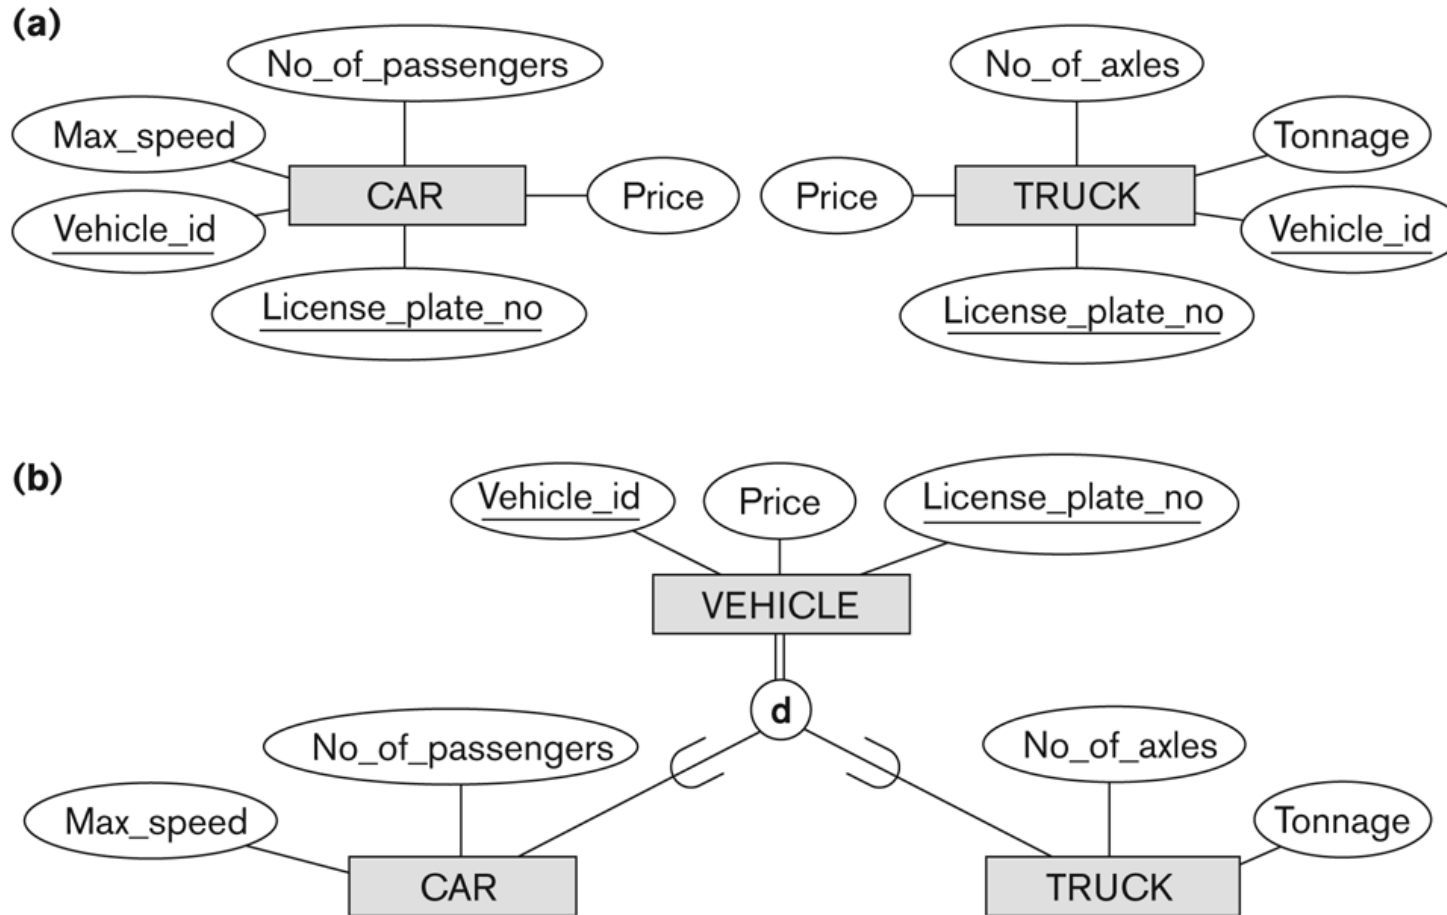 (a)
No_of_passengers
No_of_axles
Max_speed
Tonnage
CAR
Price
Price
TRUCK
Vehicle_id
Vehicle_id
License_plate_no
License_plate_no
(b)
Vehicle_id
Price
License_plate_no
VEHICLE
d
No_of_passengers
No_of_axles
Max_speed
Tonnage
CAR
TRUCK